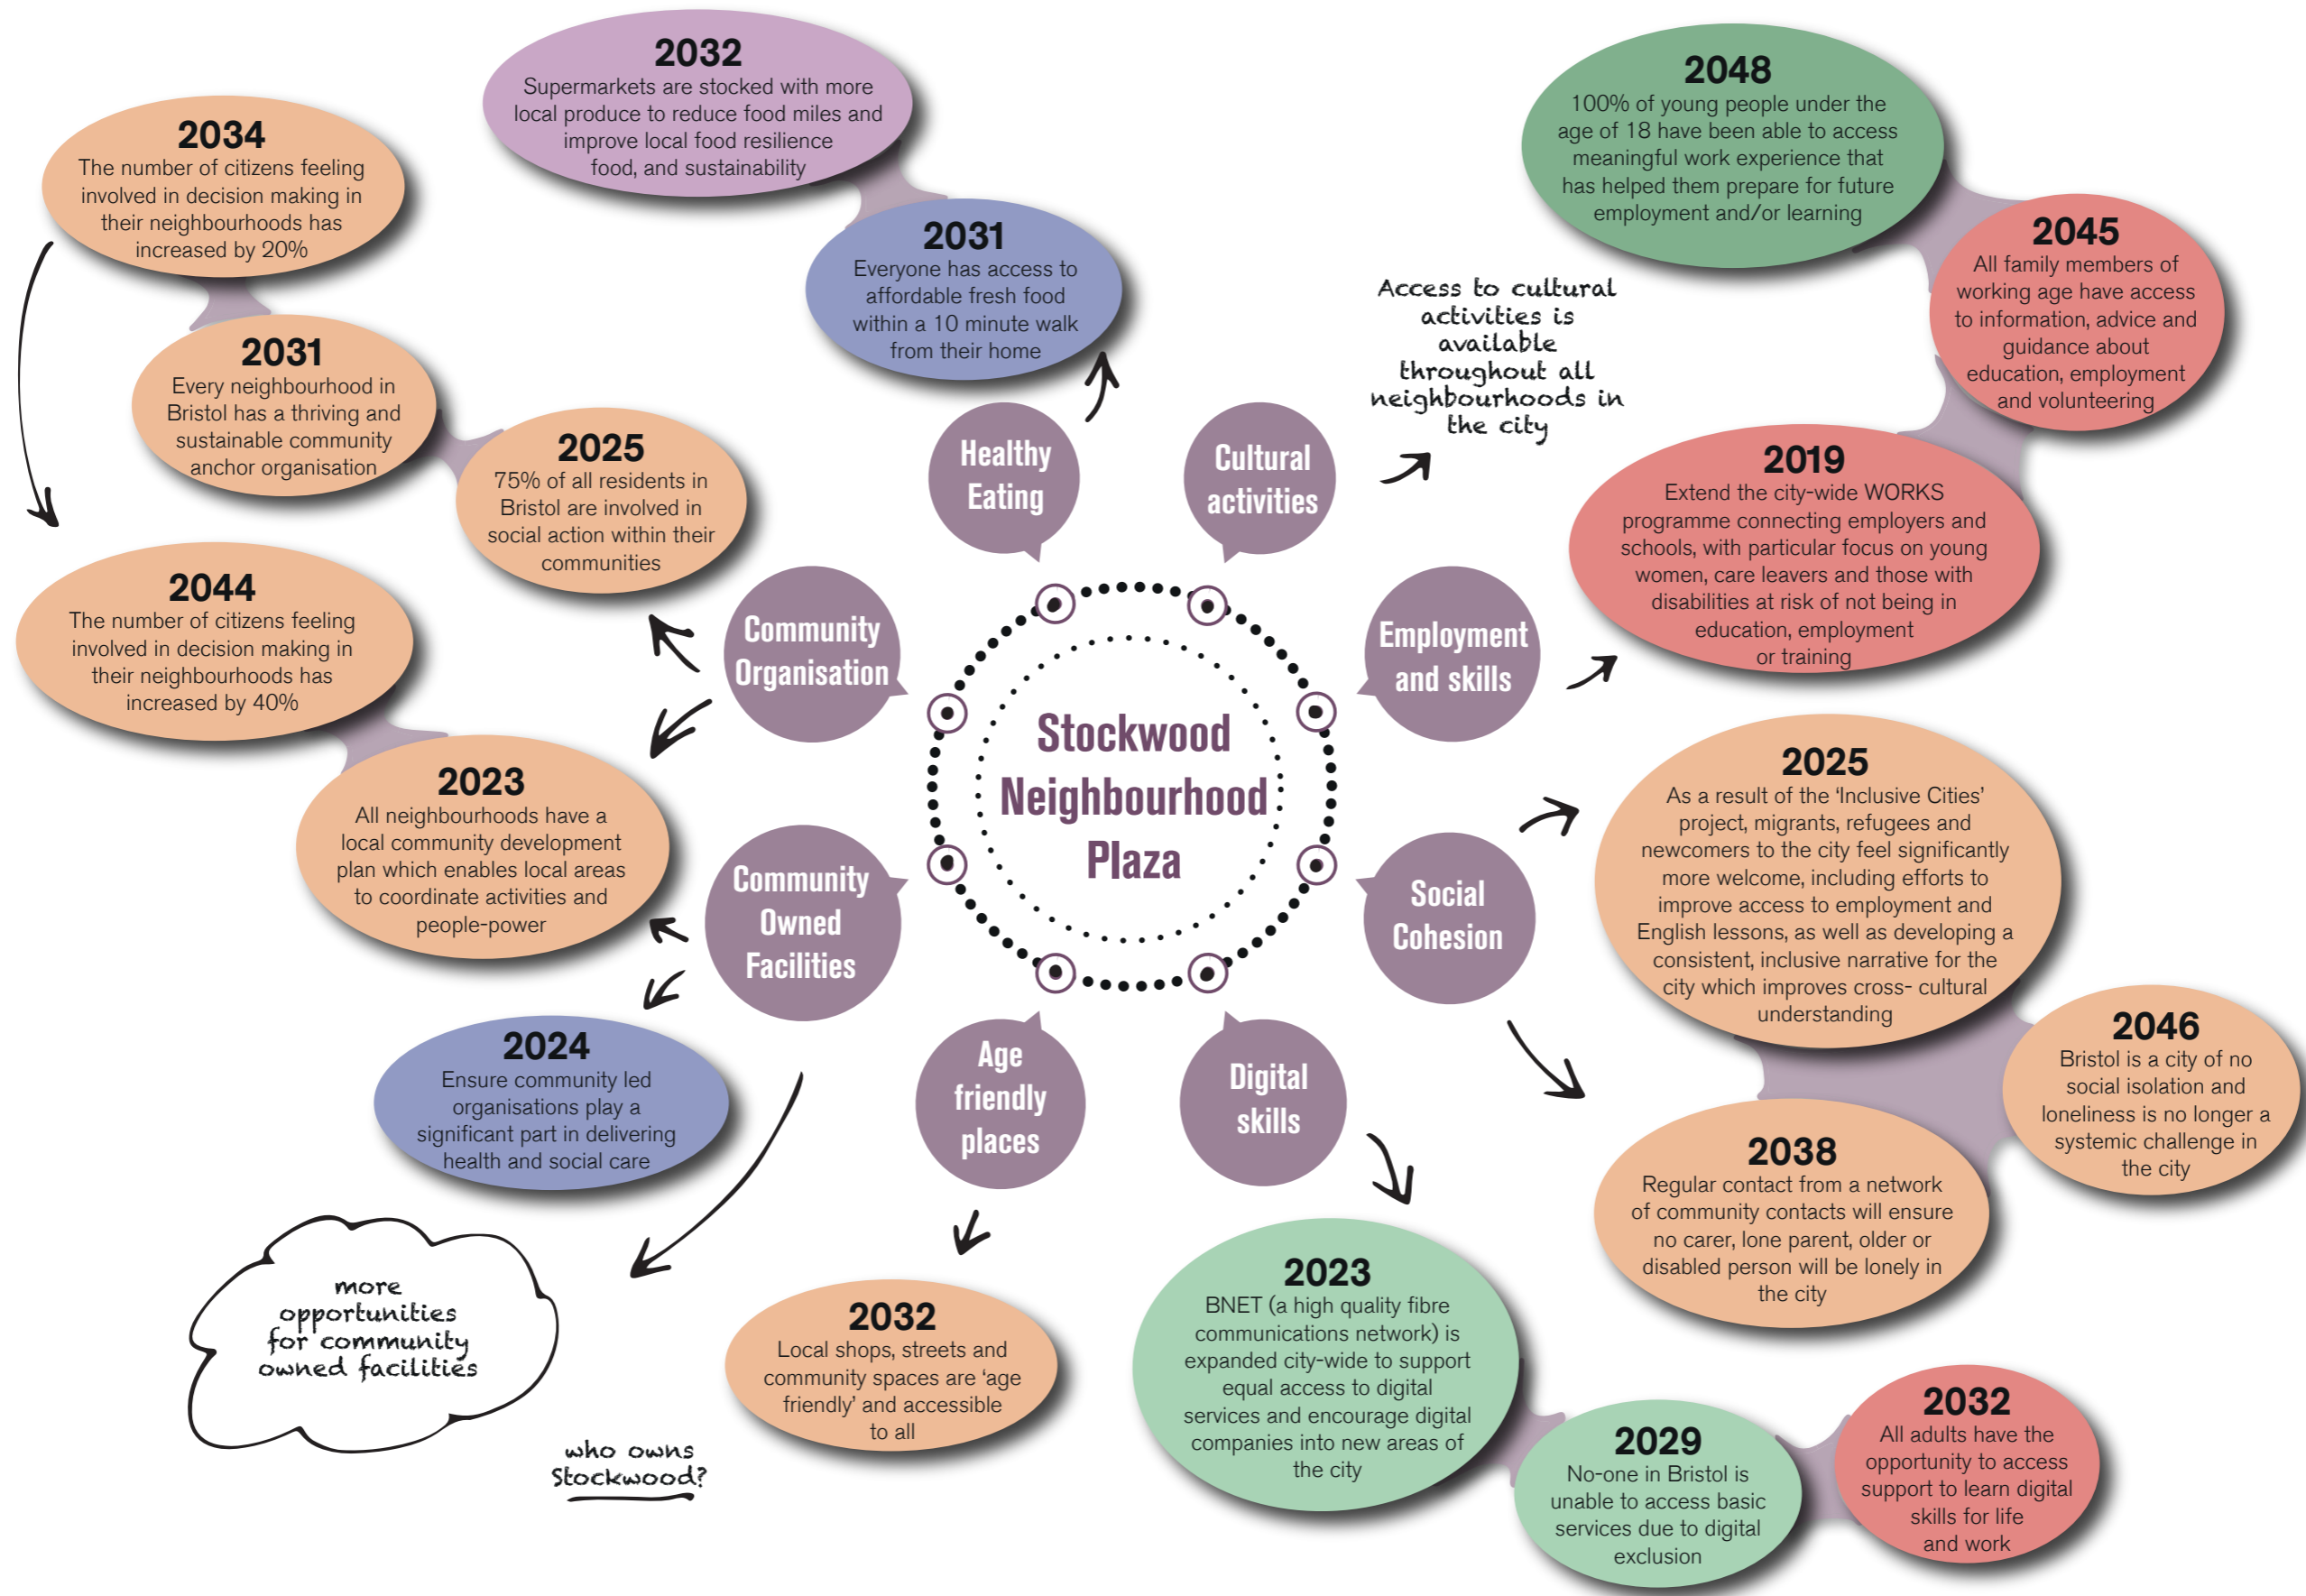 2032
Supermarkets are stocked with more
local produce to reduce food miles and
improve local food resilience
food, and sustainability
2048
100% of young people under the
age of 18 have been able to access
meaningful work experience that
has helped them prepare for future
employment and/or learning
2034
The number of citizens feeling
involved in decision making in
their neighbourhoods has
increased by 20%
2031
Everyone has access to
affordable fresh food
within a 10 minute walk
from their home
Access to cultural
activities is
available
throughout all
neighbourhoods in
the city
2045
All family members of
working age have access
to information, advice and
guidance about
education, employment
and volunteering
2031
Every neighbourhood in
Bristol has a thriving and
sustainable community
anchor organisation
2025
75% of all residents in
Bristol are involved in
social action within their
communities
Healthy
Eating
Cultural
activities
2019
Extend the city-wide WORKS
programme connecting employers and
schools, with particular focus on young
women, care leavers and those with
disabilities at risk of not being in
education, employment
or training
2044
The number of citizens feeling
involved in decision making in
their neighbourhoods has
increased by 40%
Community
Organisation
Employment
and skills
Stockwood
Neighbourhood
Plaza
2023
All neighbourhoods have a
local community development
plan which enables local areas
to coordinate activities and
people-power
Community
Owned
Facilities
Social
Cohesion
2025
As a result of the ‘Inclusive Cities’
project, migrants, refugees and
newcomers to the city feel significantly
more welcome, including efforts to
improve access to employment and
English lessons, as well as developing a
consistent, inclusive narrative for the
city which improves cross- cultural
understanding
2024
Ensure community led
organisations play a
significant part in delivering
health and social care
Age
friendly
places
Digital
skills
2046
Bristol is a city of no
social isolation and
loneliness is no longer a
systemic challenge in
the city
2038
Regular contact from a network
of community contacts will ensure
no carer, lone parent, older or
disabled person will be lonely in
the city
more
opportunities
for community
owned facilities
2032
Local shops, streets and
community spaces are ‘age
friendly’ and accessible
to all
2023
BNET (a high quality fibre
communications network) is
expanded city-wide to support
equal access to digital
services and encourage digital
companies into new areas of
the city
who owns
Stockwood?
2029
No-one in Bristol is
unable to access basic
services due to digital
exclusion
2032
All adults have the
opportunity to access
support to learn digital
skills for life
and work